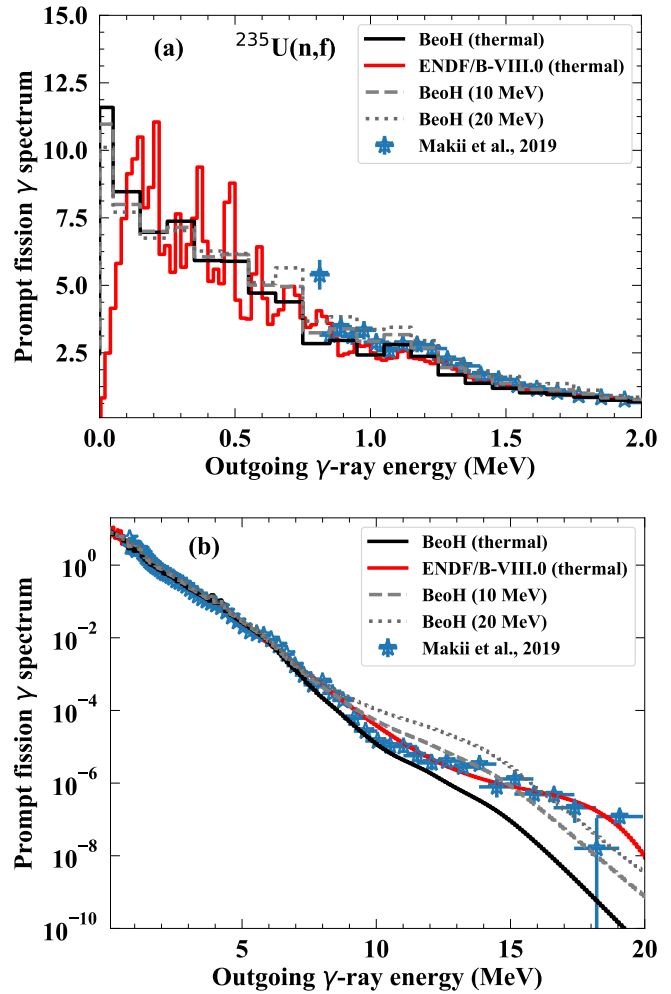 (a)
²³⁵U(n,f)
BeoH (thermal)
ENDF/B-VIII.0 (thermal)
BeoH (10 MeV)
BeoH (20 MeV)
Makii et al., 2019
Prompt fission γ spectrum
15.0
12.5
10.0
7.5
5.0
2.5
0.0
0.5
1.0
1.5
2.0
Outgoing γ-ray energy (MeV)
(b)
BeoH (thermal)
ENDF/B-VIII.0 (thermal)
BeoH (10 MeV)
BeoH (20 MeV)
Makii et al., 2019
Prompt fission γ spectrum
10⁰
10⁻²
10⁻⁴
10⁻⁶
10⁻⁸
10⁻¹⁰
5
10
15
20
Outgoing γ-ray energy (MeV)